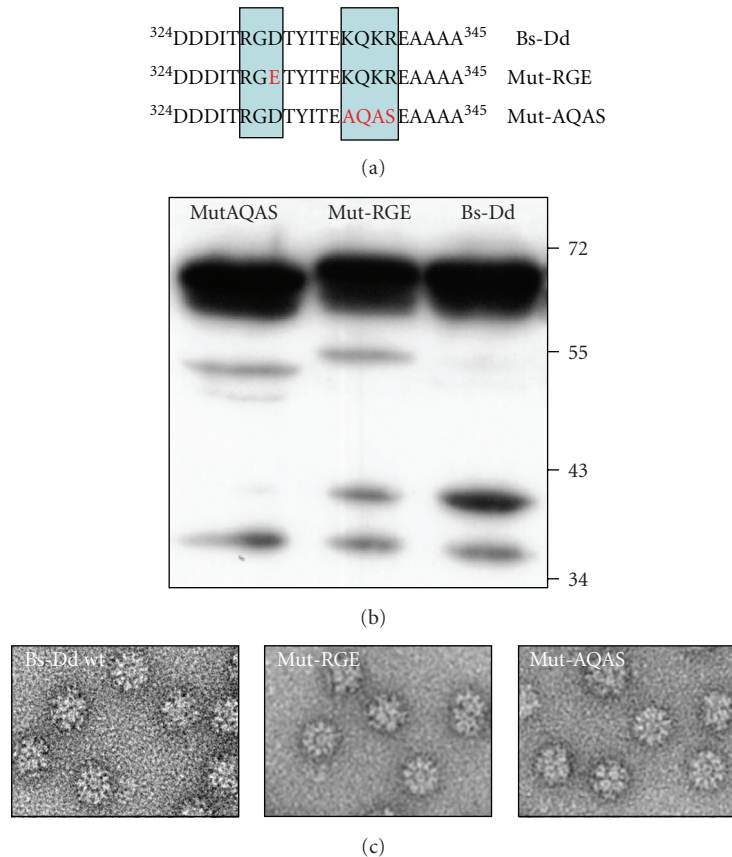 ³²⁴DDDITRGDTYITEKQKREAAAA³⁴⁵ Bs-Dd
³²⁴DDDITRGETYITEKQKREAAAA³⁴⁵ Mut-RGE
³²⁴DDDITRGDTYITEAQASEAAAA³⁴⁵ Mut-AQAS
(a)
MutAQAS Mut-RGE Bs-Dd
72
55
43
34
(b)
Bs-Dd wt Mut-RGE Mut-AQAS
(c)